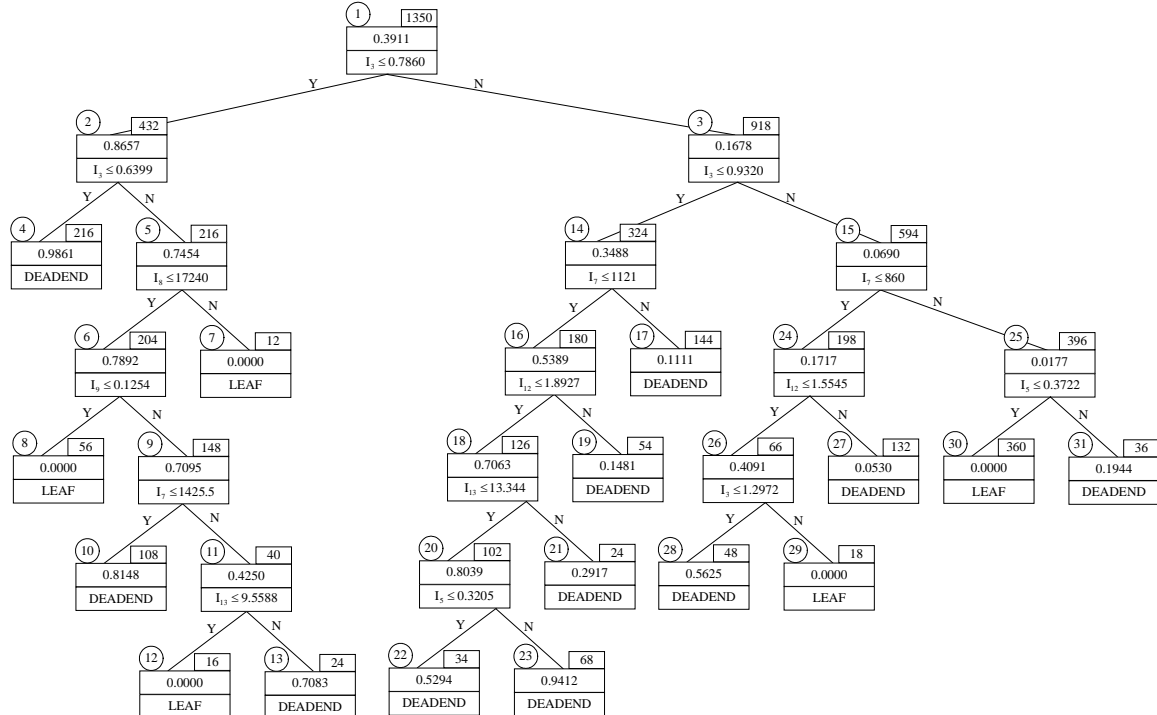 1 1350
0.3911
I₃ ≤ 0.7860
Y N
2 432 3 918
0.8657 0.1678
I₃ ≤ 0.6399 I₃ ≤ 0.9320
Y N Y N
4 216 5 216 14 324 15 594
0.9861 0.7454 0.3488 0.0690
DEADEND I₈ ≤ 17240 I₇ ≤ 1121 I₇ ≤ 860
Y N Y N Y N
6 204 7 12 16 180 17 144 24 198 25 396
0.7892 0.0000 0.5389 0.1111 0.1717 0.0177
I₉ ≤ 0.1254 LEAF I₁₂ ≤ 1.8927 DEADEND I₁₂ ≤ 1.5545 I₅ ≤ 0.3722
Y N Y N Y N Y N
8 56 9 148 18 126 19 54 26 66 27 132 30 360 31 36
0.0000 0.7095 0.7063 0.1481 0.4091 0.0530 0.0000 0.1944
LEAF I₇ ≤ 1425.5 I₁₃ ≤ 13.344 DEADEND I₃ ≤ 1.2972 DEADEND LEAF DEADEND
Y N Y N Y N
10 108 11 40 20 102 21 24 28 48 29 18
0.8148 0.4250 0.8039 0.2917 0.5625 0.0000
DEADEND I₁₃ ≤ 9.5588 I₅ ≤ 0.3205 DEADEND DEADEND LEAF
Y N Y N
12 16 13 24 22 34 23 68
0.0000 0.7083 0.5294 0.9412
LEAF DEADEND DEADEND DEADEND